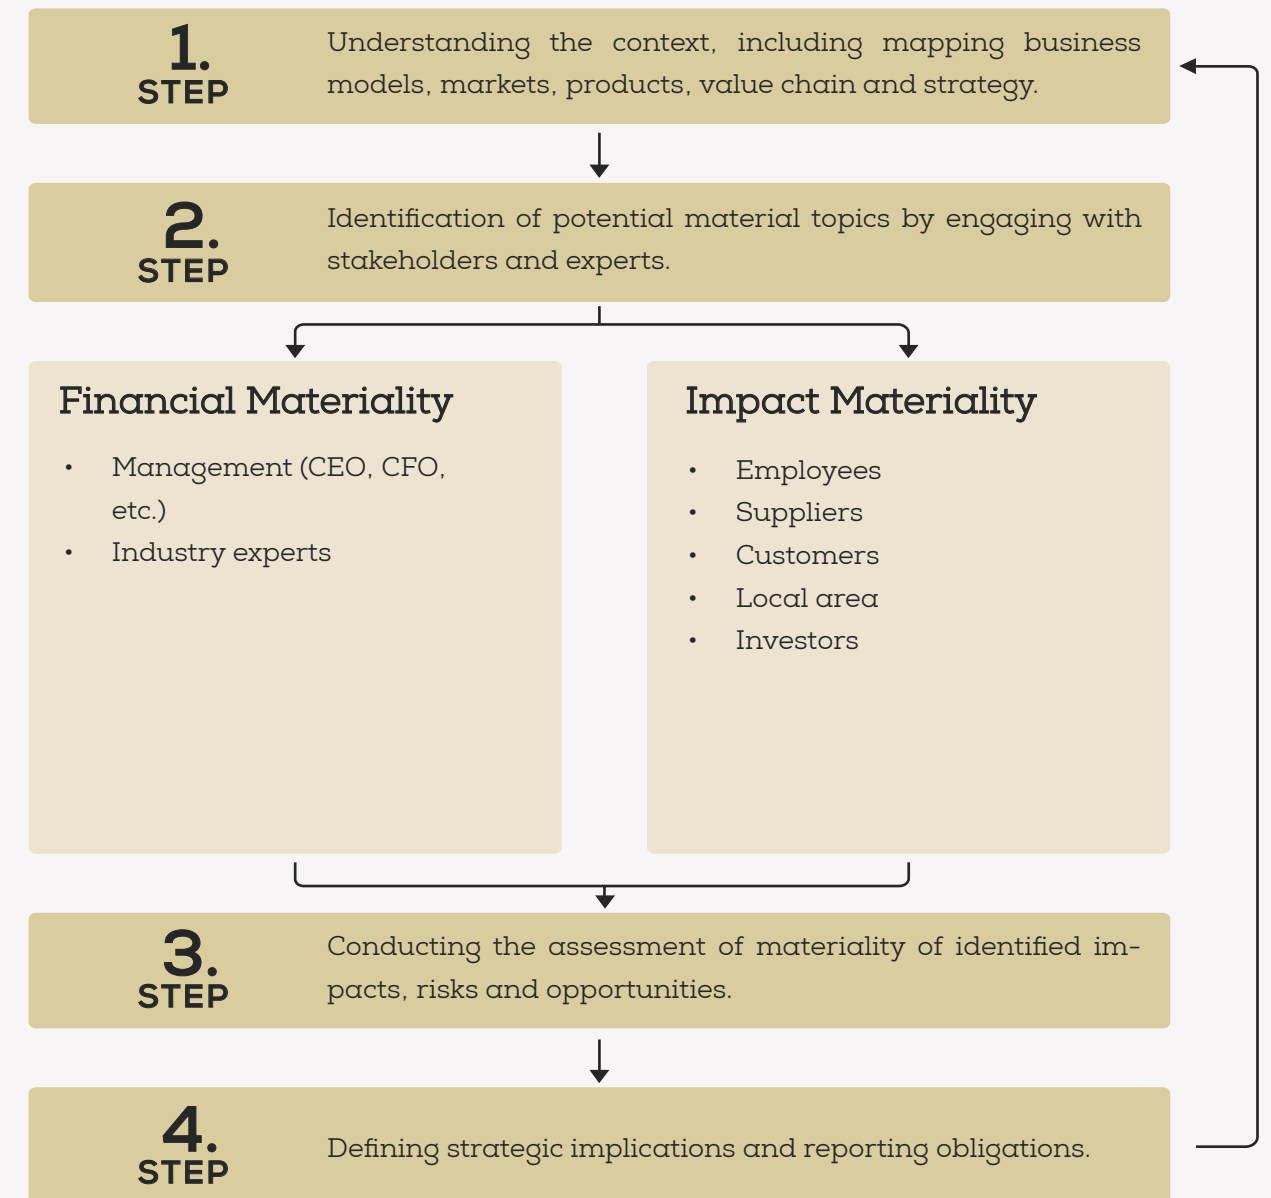 1.
STEP
Understanding the context, including mapping business
models, markets, products, value chain and strategy.
2.
STEP
Identification of potential material topics by engaging with
stakeholders and experts.
Financial Materiality
• Management (CEO, CFO,
etc.)
• Industry experts
Impact Materiality
• Employees
• Suppliers
• Customers
• Local area
• Investors
3.
STEP
Conducting the assessment of materiality of identified im-
pacts, risks and opportunities.
4.
STEP
Defining strategic implications and reporting obligations.